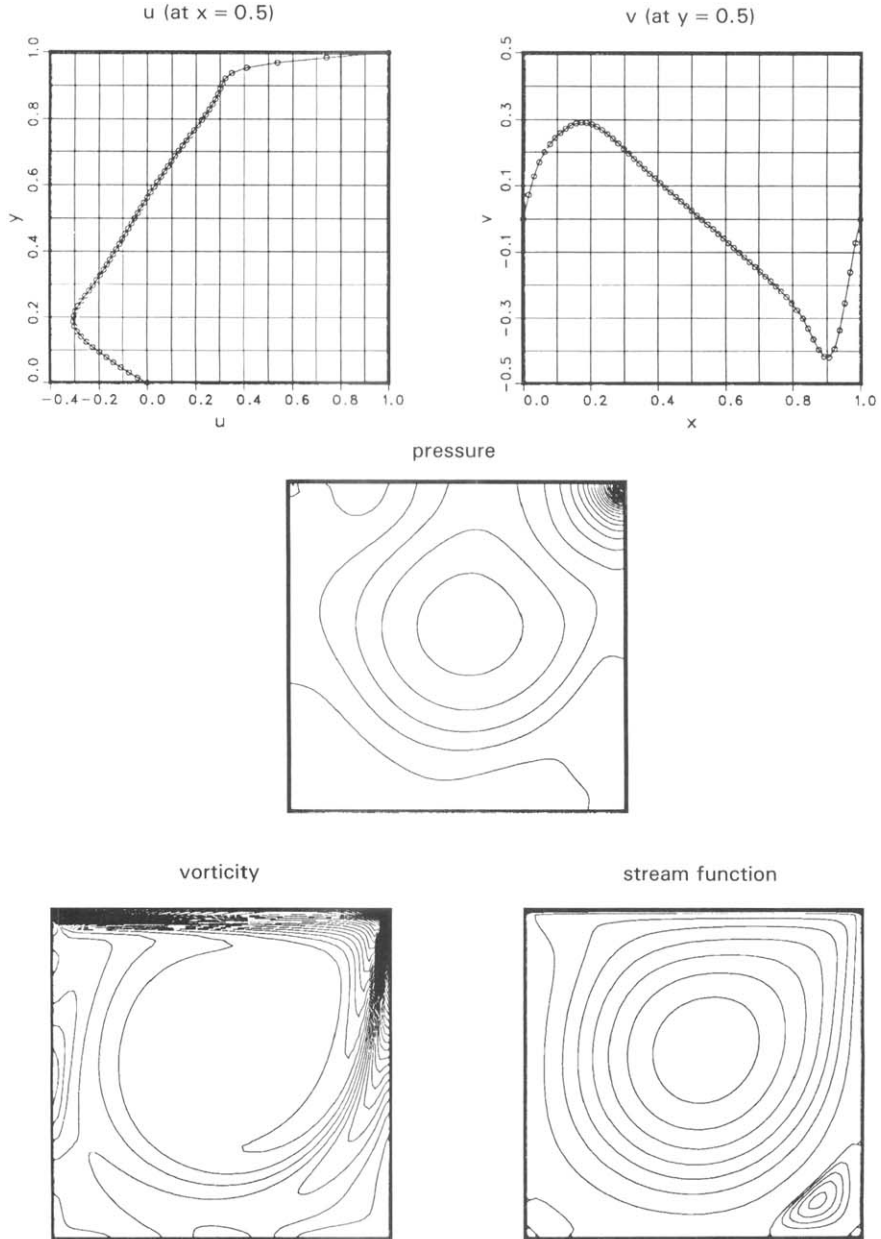 u (at x = 0.5)
1.0
0.8
0.6
0.4
0.2
0.0
y
-0.4 -0.2 0.0 0.2 0.4 0.6 0.8 1.0
u
v (at y = 0.5)
0.5
0.3
0.1
-0.1
-0.3
-0.5
v
0.0 0.2 0.4 0.6 0.8 1.0
x
pressure
vorticity
stream function